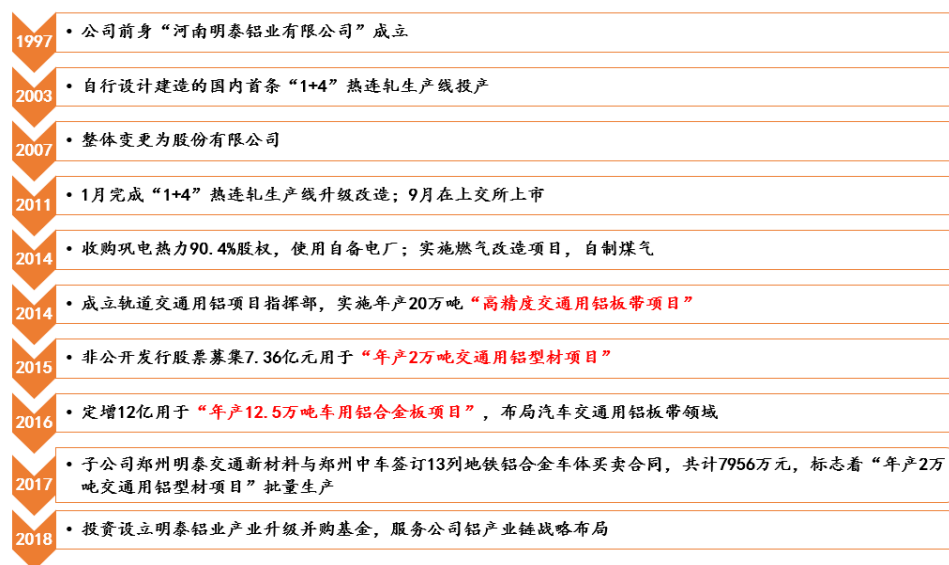 1997
• 公司前身“河南明泰铝业有限公司”成立
2003
• 自行设计建造的国内首条“1+4”热连轧生产线投产
2007
• 整体变更为股份有限公司
2011
• 1月完成“1+4”热连轧生产线升级改造；9月在上交所上市
2014
• 收购巩电热力90.4%股权，使用自备电厂；实施燃气改造项目，自制煤气
2014
• 成立轨道交通用铝项目指挥部，实施年产20万吨“高精度交通用铝板带项目”
2015
• 非公开发行股票募集7.36亿元用于“年产2万吨交通用铝型材项目”
2016
• 定增12亿用于“年产12.5万吨车用铝合金板项目”，布局汽车交通用铝板带领域
2017
• 子公司郑州明泰交通新材料与郑州中车签订13列地铁铝合金车体买卖合同，共计7956万元，标志着“年产2万
吨交通用铝型材项目”批量生产
2018
• 投资设立明泰铝业产业升级并购基金，服务公司铝产业链战略布局